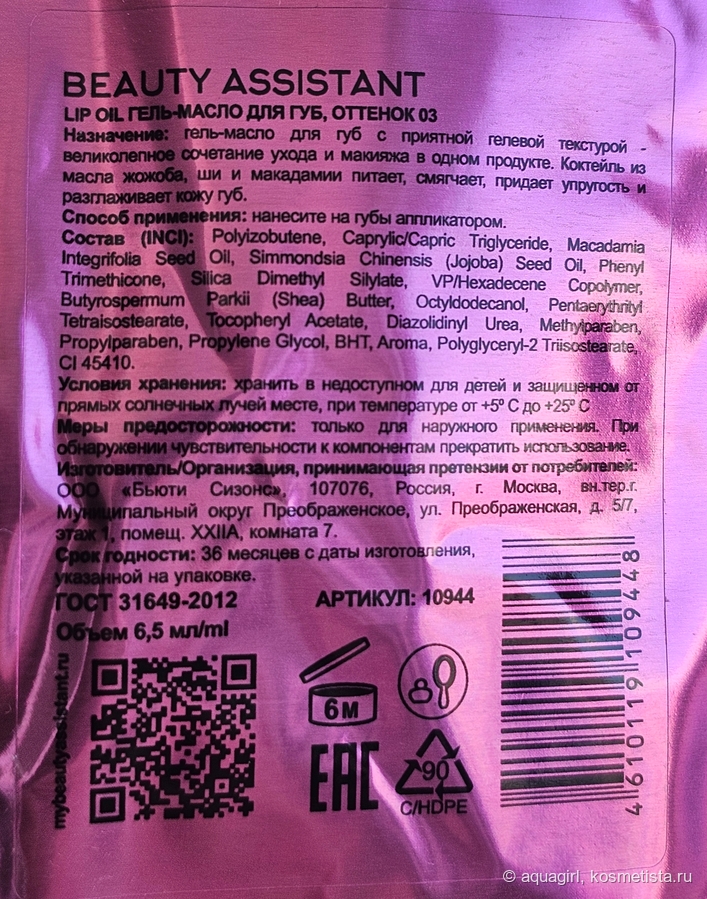 BEAUTY ASSISTANT
LIP OIL ГЕЛЬ-МАСЛО ДЛЯ ГУБ, ОТТЕНОК 03
Назначение: гель-масло для губ с приятной гелевой текстурой -
великолепное сочетание ухода и макияжа в одном продукте. Коктейль из
масла жожоба, ши и макадамии питает, смягчает, придает упругость и
разглаживает кожу губ.
Способ применения: нанесите на губы аппликатором.
Состав (INCI): Polyizobutene, Caprylic/Capric Triglyceride, Macadamia
Integrifolia Seed Oil, Simmondsia Chinensis (Jojoba) Seed Oil, Phenyl
Trimethicone, Silica Dimethyl Silylate, VP/Hexadecene Copolymer,
Butyrospermum Parkii (Shea) Butter, Octyldodecanol, Pentaerythrityl
Tetraisostearate, Tocopheryl Acetate, Diazolidinyl Urea, Methylparaben,
Propylparaben, Propylene Glycol, BHT, Aroma, Polyglyceryl-2 Triisostearate,
CI 45410.
Условия хранения: хранить в недоступном для детей и защищенном от
прямых солнечных лучей месте, при температуре от +5º С до +25º С
Меры предосторожности: только для наружного применения. При
обнаружении чувствительности к компонентам прекратить использование.
Изготовитель/Организация, принимающая претензии от потребителей:
ООО «Бьюти Сизонс», 107076, Россия, г. Москва, вн.тер.г.
Муниципальный округ Преображенское, ул. Преображенская, д. 5/7,
этаж 1, помещ. XXIIA, комната 7.
Срок годности: 36 месяцев с даты изготовления,
указанной на упаковке.
ГОСТ 31649-2012 АРТИКУЛ: 10944
Объем 6,5 мл/ml
mybeautyassistant.ru
6м
EAC
90
C/HDPE
4 610119 109448
© aquagirl, kosmetista.ru